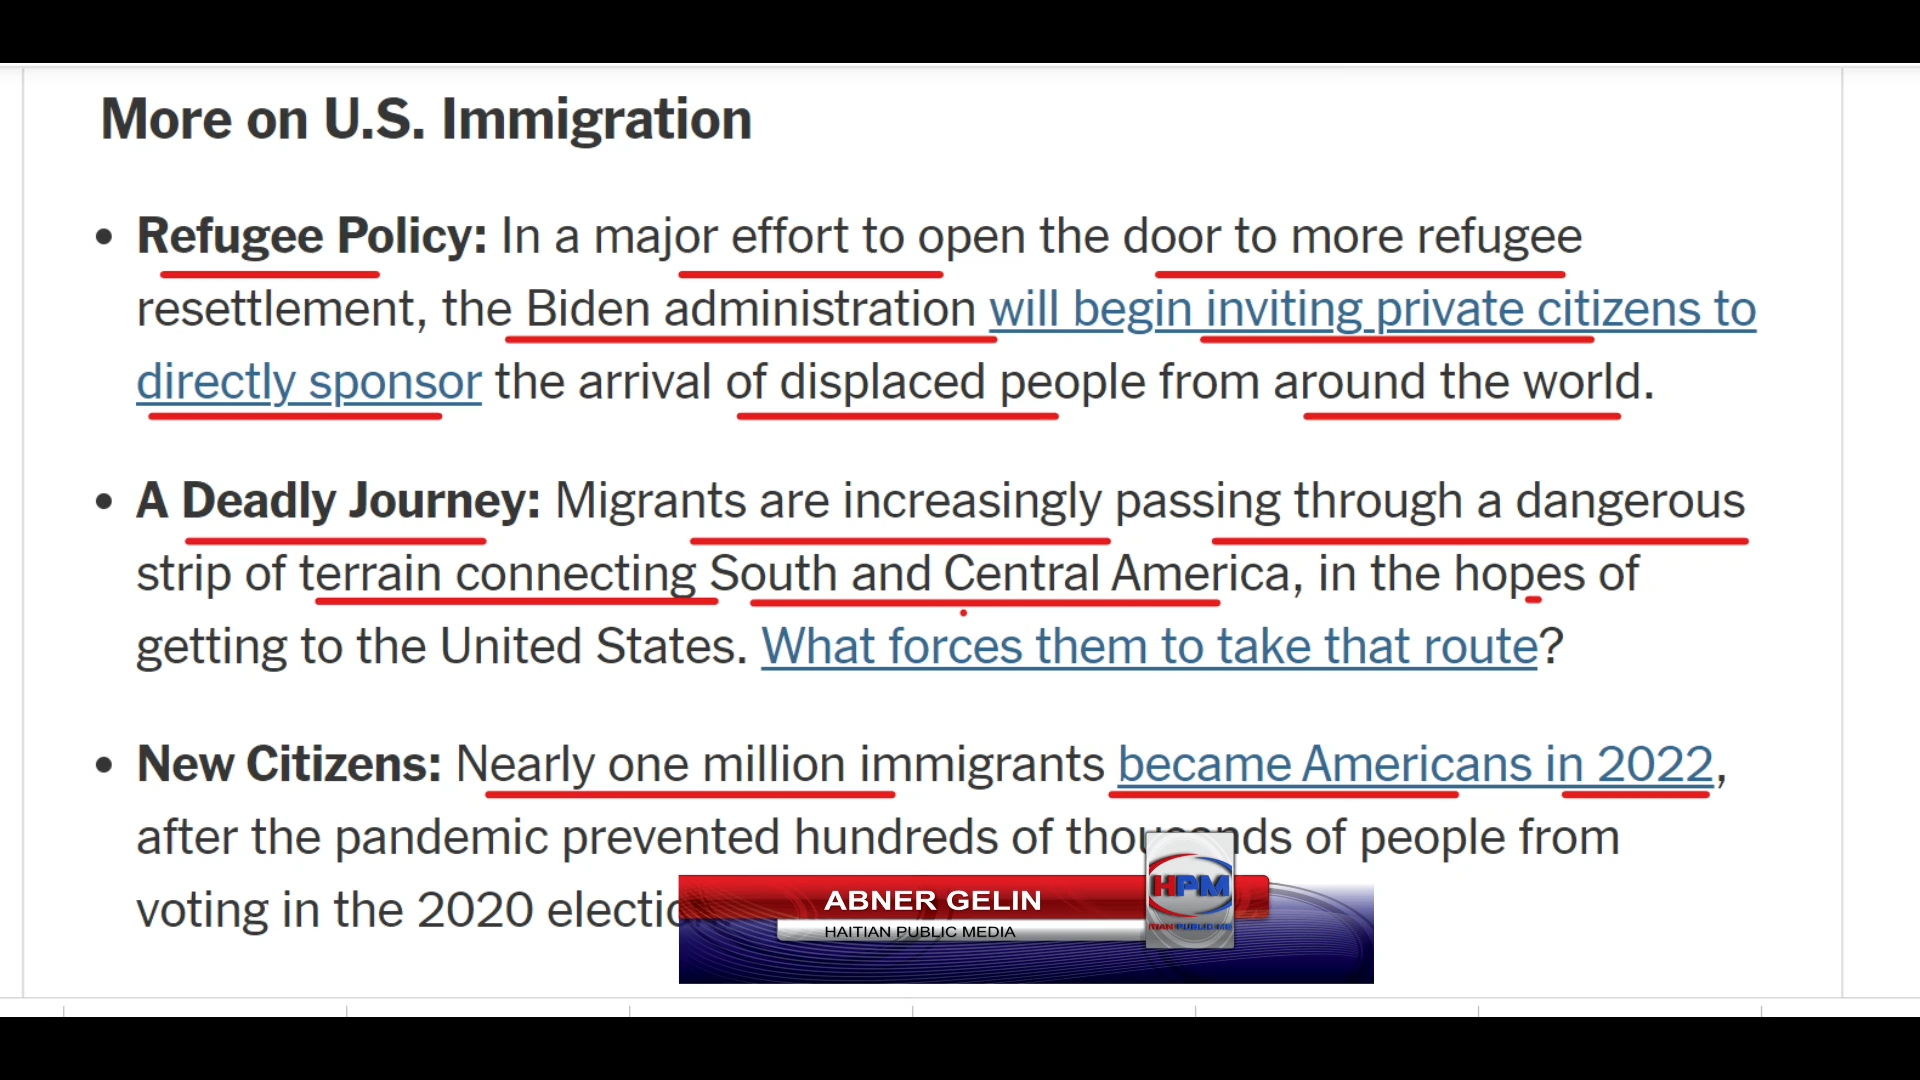 More on U.S. Immigration
• Refugee Policy: In a major effort to open the door to more refugee
resettlement, the Biden administration will begin inviting private citizens to
directly sponsor the arrival of displaced people from around the world.
• A Deadly Journey: Migrants are increasingly passing through a dangerous
strip of terrain connecting South and Central America, in the hopes of
getting to the United States. What forces them to take that route?
• New Citizens: Nearly one million immigrants became Americans in 2022,
after the pandemic prevented hundreds of thousands of people from
voting in the 2020
ABNER GELIN
HAITIAN PUBLIC MEDIA
HPM